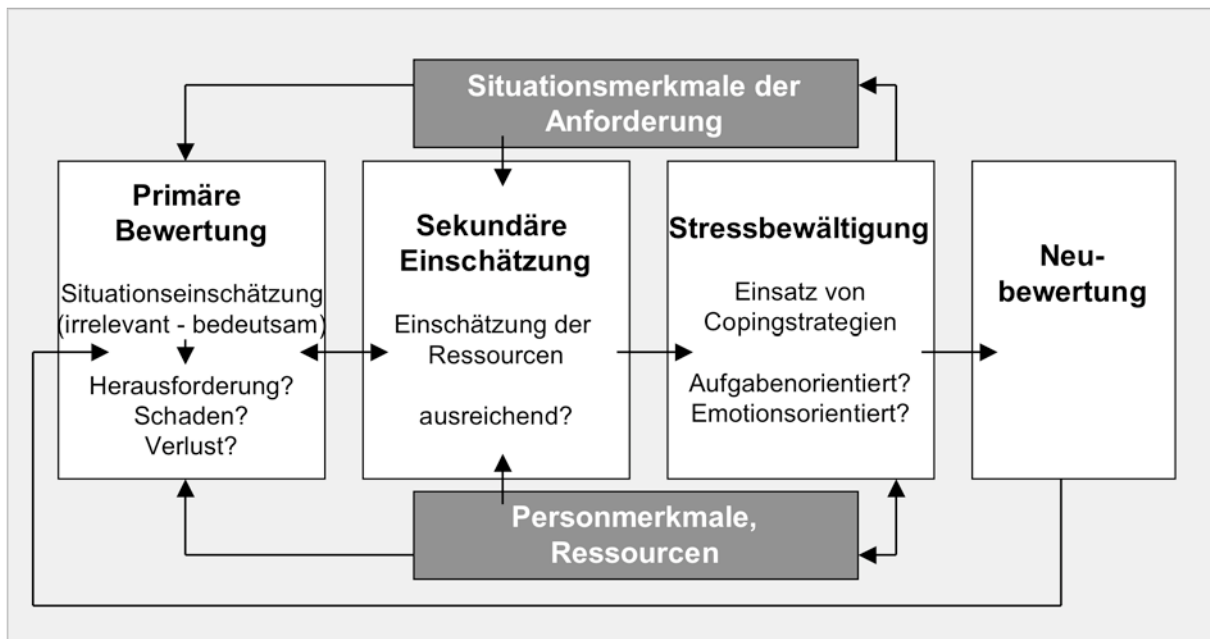 Situationsmerkmale der
Anforderung
Primäre
Bewertung
Situationseinschätzung
(irrelevant - bedeutsam)
Herausforderung?
Schaden?
Verlust?
Sekundäre
Einschätzung
Einschätzung der
Ressourcen
ausreichend?
Stressbewältigung
Einsatz von
Copingstrategien
Aufgabenorientiert?
Emotionsorientiert?
Neu-
bewertung
Personmerkmale,
Ressourcen